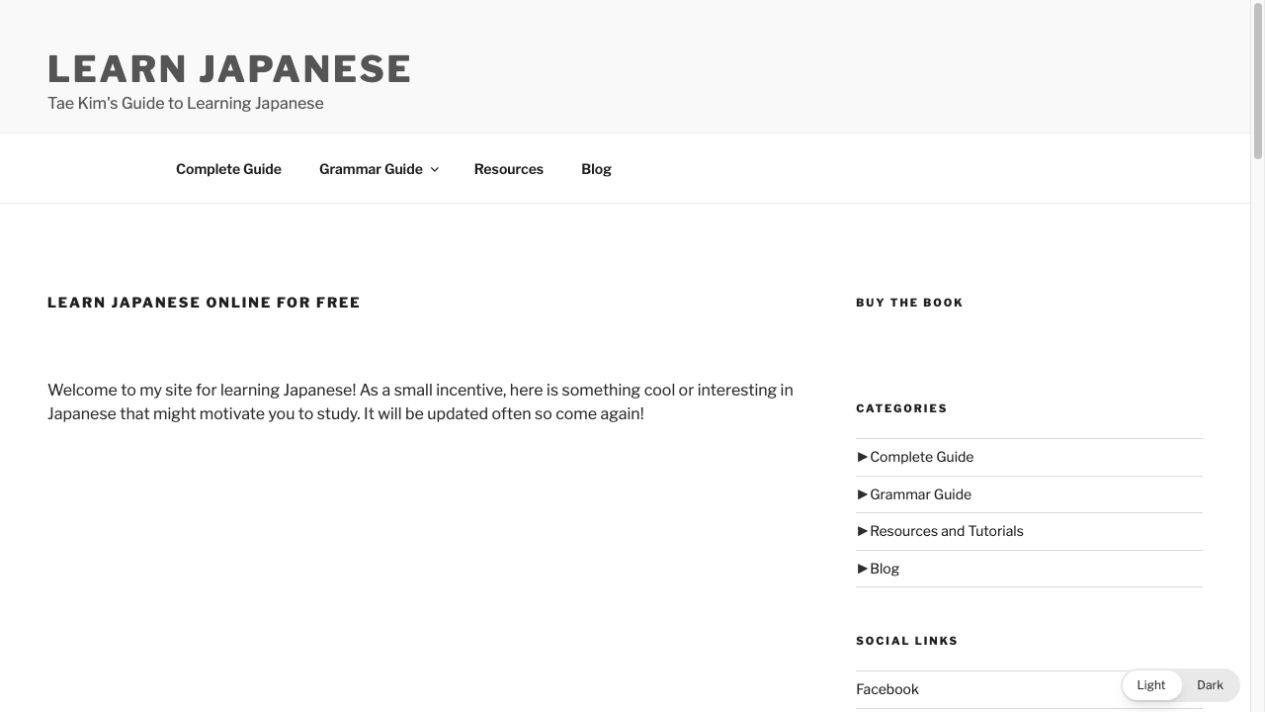 LEARN JAPANESE
Tae Kim's Guide to Learning Japanese
Complete Guide
Grammar Guide
Resources
Blog
LEARN JAPANESE ONLINE FOR FREE
Welcome to my site for learning Japanese! As a small incentive, here is something cool or interesting in
Japanese that might motivate you to study. It will be updated often so come again!
BUY THE BOOK
CATEGORIES
►Complete Guide
►Grammar Guide
►Resources and Tutorials
►Blog
SOCIAL LINKS
Facebook
Light
Dark